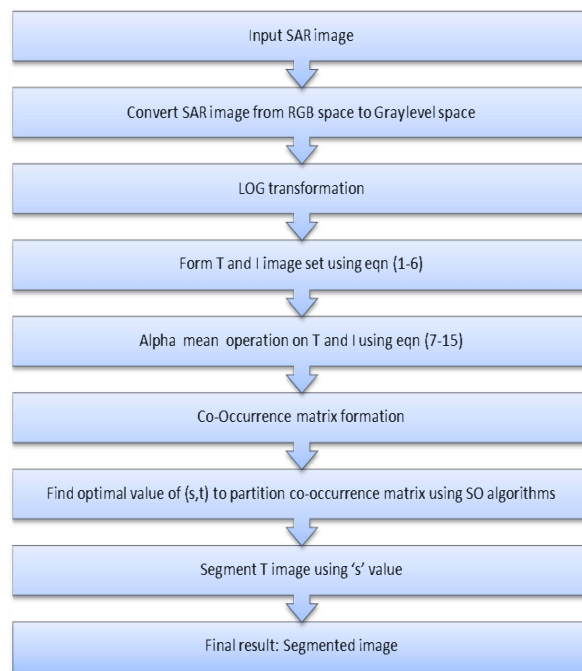 Input SAR image
Convert SAR image from RGB space to Graylevel space
LOG transformation
Form T and I image set using eqn (1-6)
Alpha mean operation on T and I using eqn (7-15)
Co-Occurrence matrix formation
Find optimal value of (s,t) to partition co-occurrence matrix using SO algorithms
Segment T image using ‘s’ value
Final result: Segmented image